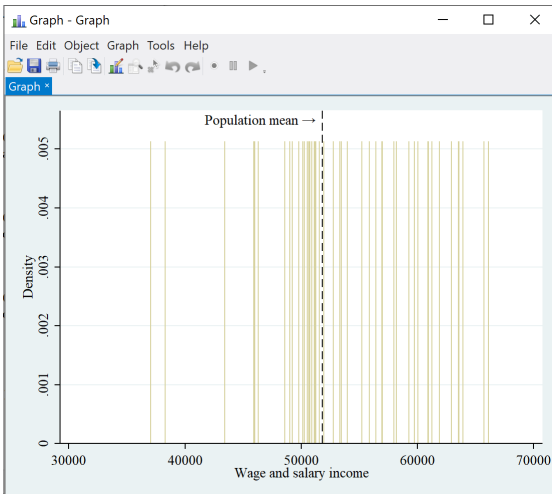 Graph - Graph
File Edit Object Graph Tools Help
Graph ×
Population mean →
.005
.004
.003
.002
.001
0
Density
30000 40000 50000 60000 70000
Wage and salary income